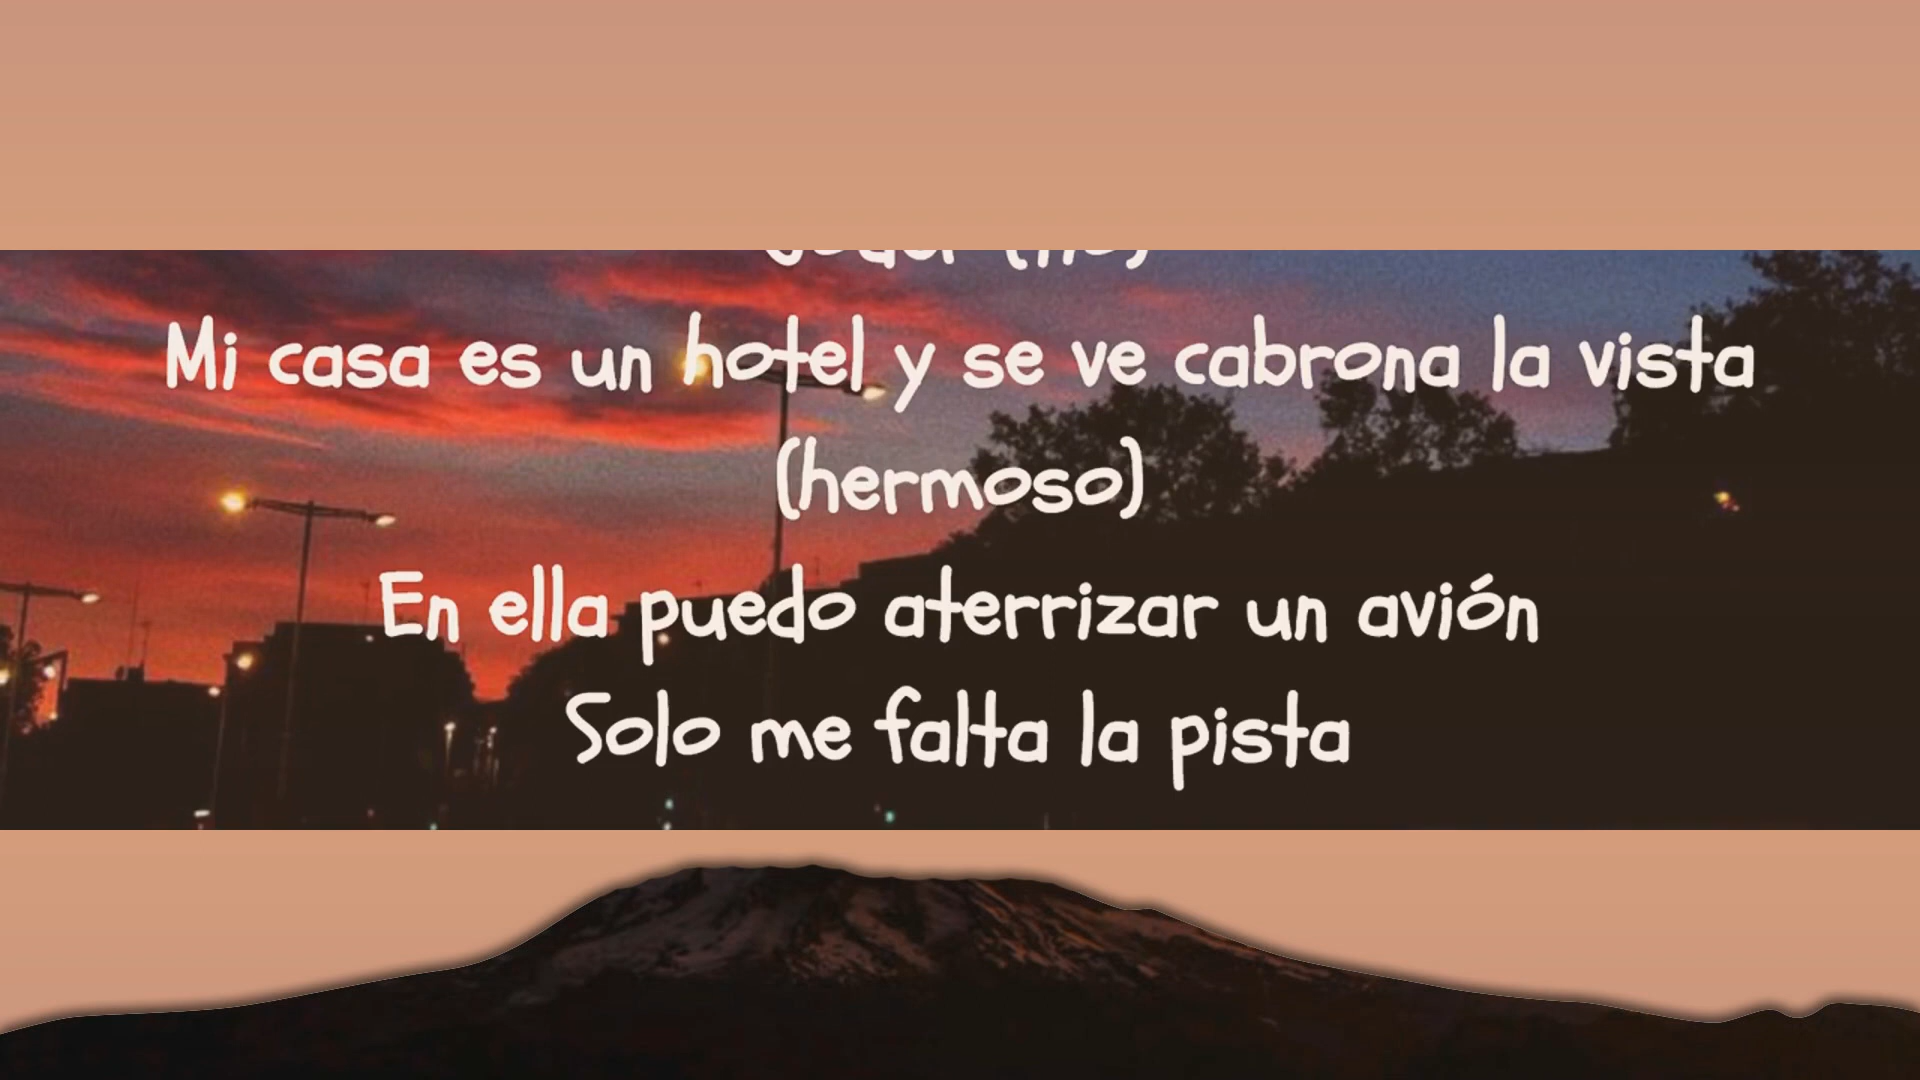 Mi casa es un hotel y se ve cabrona la vista
(hermoso)
En ella puedo aterrizar un avión
Solo me falta la pista